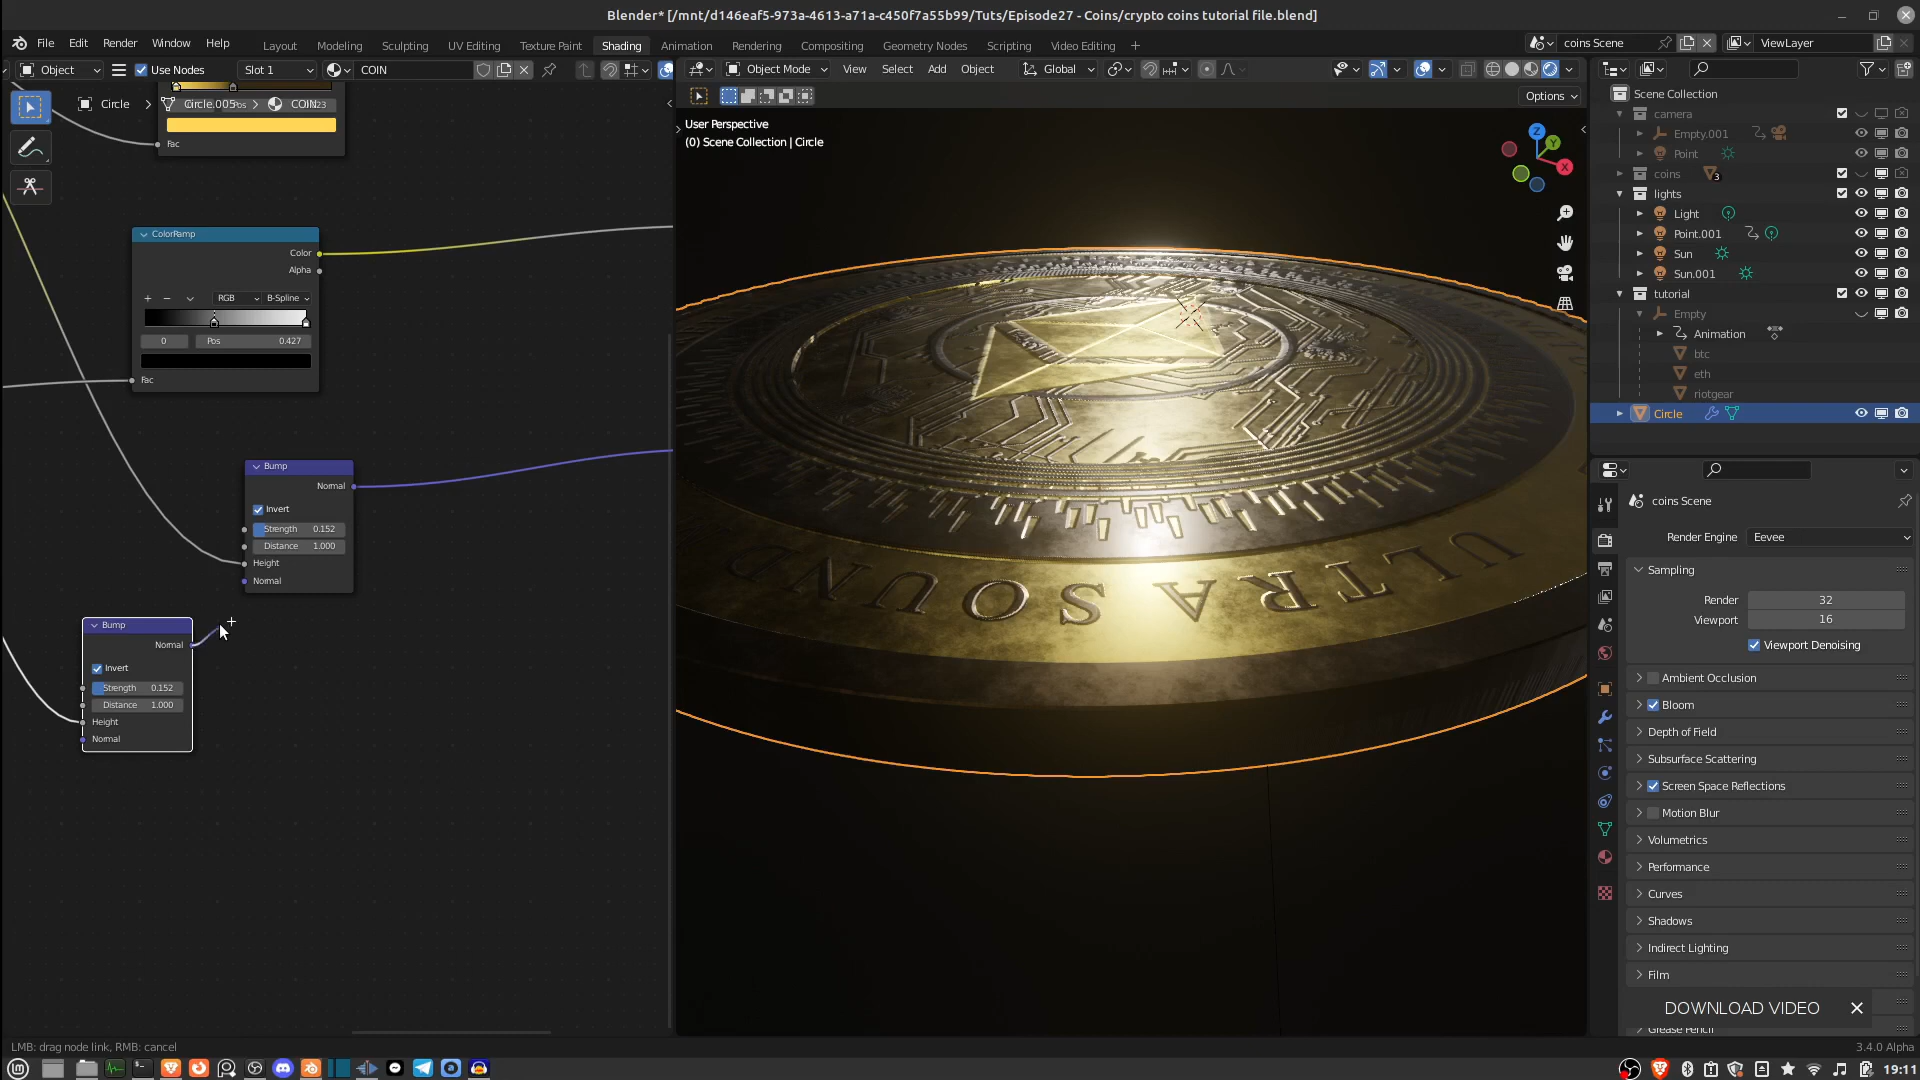 Blender* [/mnt/d146eaf5-973a-4613-a71a-c450f7a55b99/Tuts/Episode27 - Coins/crypto coins tutorial file.blend]
File Edit Render Window Help Layout Modeling Sculpting UV Editing Texture Paint Shading Animation Rendering Compositing Geometry Nodes Scripting Video Editing + coins Scene ViewLayer
Object Use Nodes Slot 1 COIN Object Mode View Select Add Object Global
Options
Circle > Circle.005 > COIN
Fac
User Perspective
(0) Scene Collection | Circle
Z
Y
X
ColorRamp
Color
Alpha
+ − RGB B-Spline
0 Pos 0.427
Fac
Bump
Normal
Invert
Strength 0.152
Distance 1.000
Height
Normal
Bump
Normal
Invert
Strength 0.152
Distance 1.000
Height
Normal
ULTRA SOUND
Scene Collection
camera
Empty.001
Point
coins 3
lights
Light
Point.001
Sun
Sun.001
tutorial
Empty
Animation
btc
eth
riotgear
Circle
coins Scene
Render Engine Eevee
Sampling
Render 32
Viewport 16
Viewport Denoising
Ambient Occlusion
Bloom
Depth of Field
Subsurface Scattering
Screen Space Reflections
Motion Blur
Volumetrics
Performance
Curves
Shadows
Indirect Lighting
Film
DOWNLOAD VIDEO
Grease Pencil
LMB: drag node link, RMB: cancel
3.4.0 Alpha
19:11